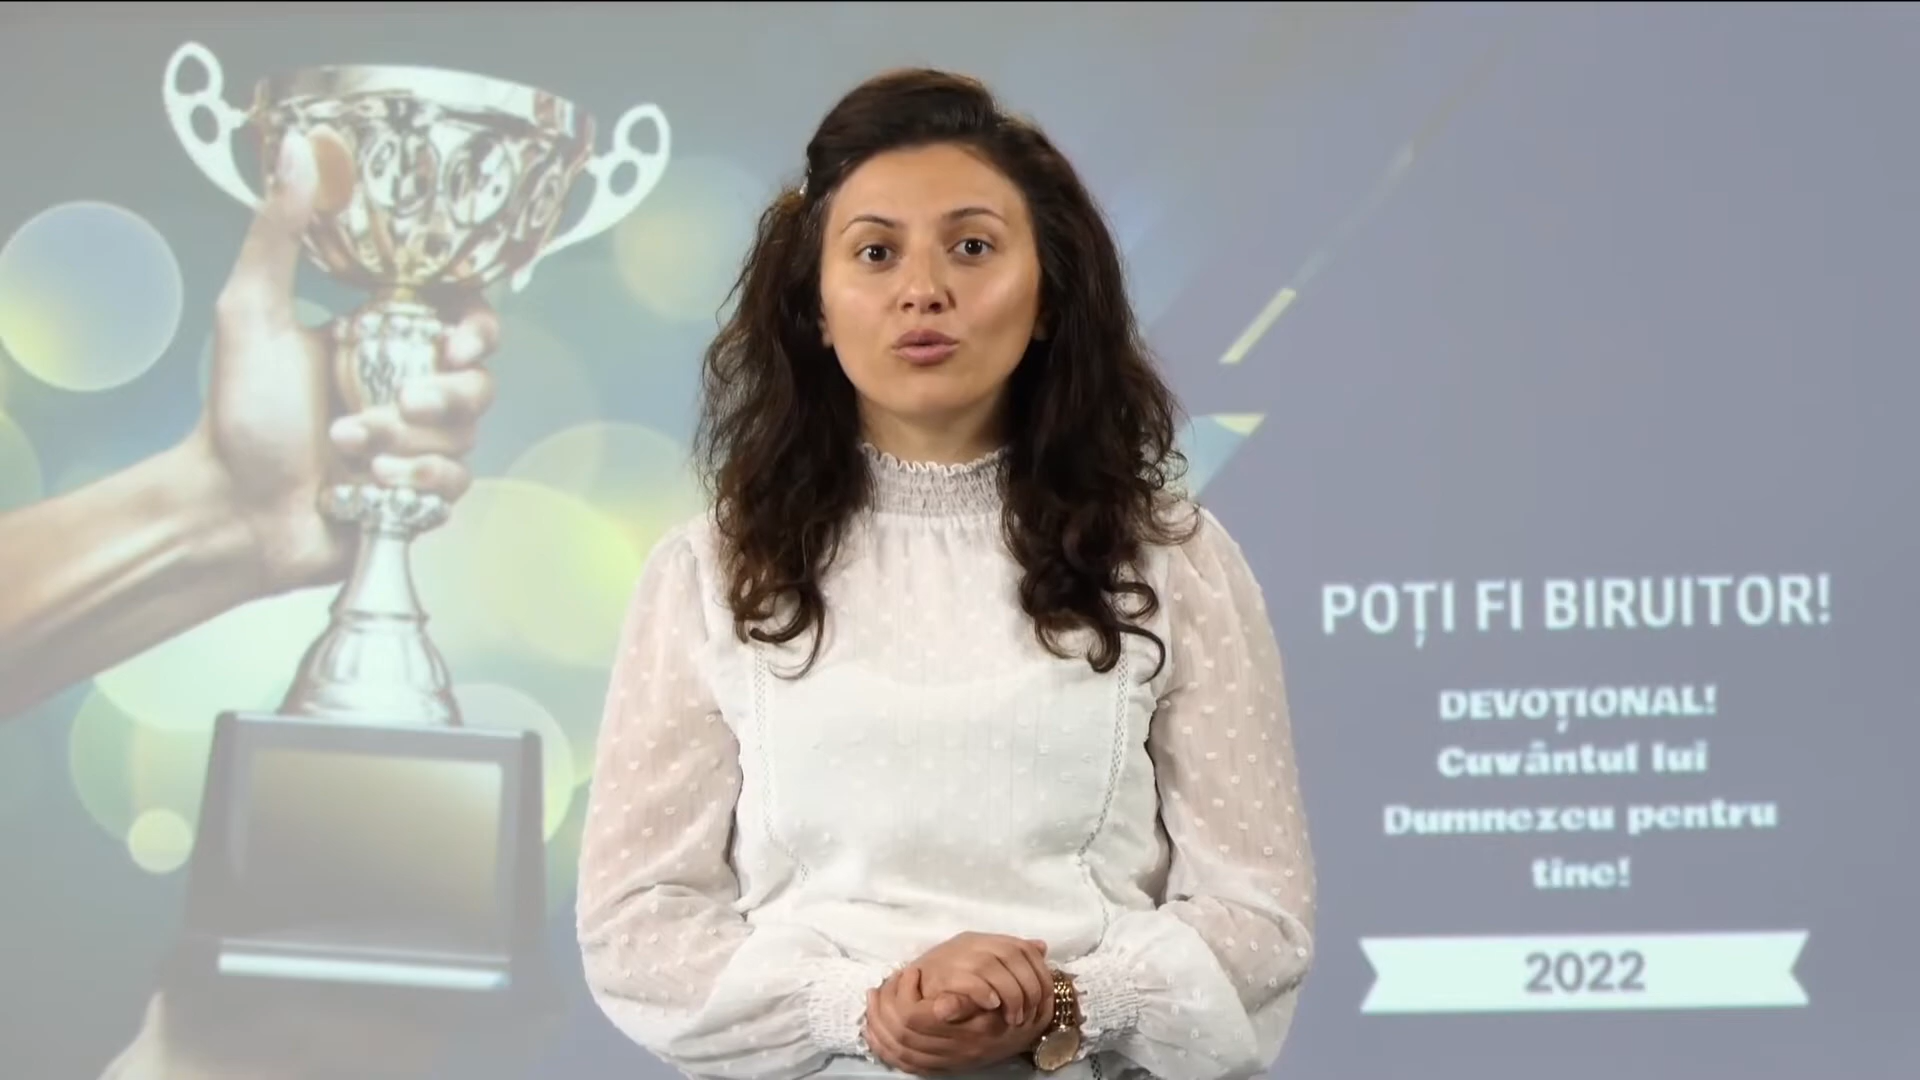 POȚI FI BIRUITOR!
DEVOȚIONAL!
Cuvântul lui
Dumnezeu pentru
tine!
2022